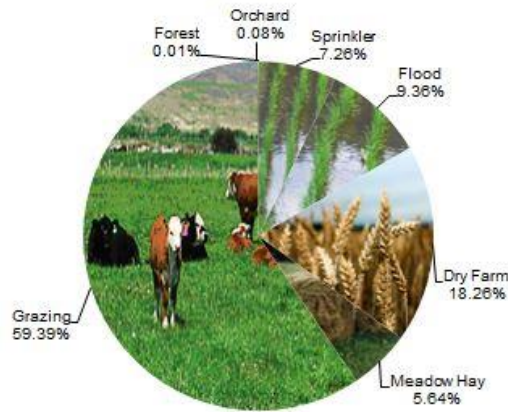 Orchard
0.08%
Sprinkler
7.26%
Flood
9.36%
Dry Farm
18.26%
Meadow Hay
5.64%
Grazing
59.39%
Forest
0.01%